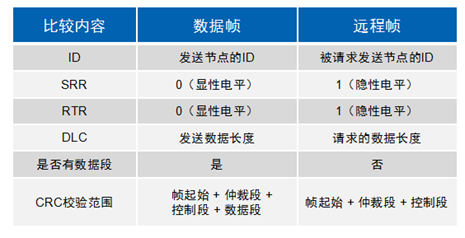 比较内容 数据帧 远程帧
ID 发送节点的ID 被请求发送节点的ID
SRR 0（显性电平） 1（隐性电平）
RTR 0（显性电平） 1（隐性电平）
DLC 发送数据长度 请求的数据长度
是否有数据段 是 否
CRC校验范围 帧起始 + 仲裁段 + 控制段 + 数据段 帧起始 + 仲裁段 + 控制段